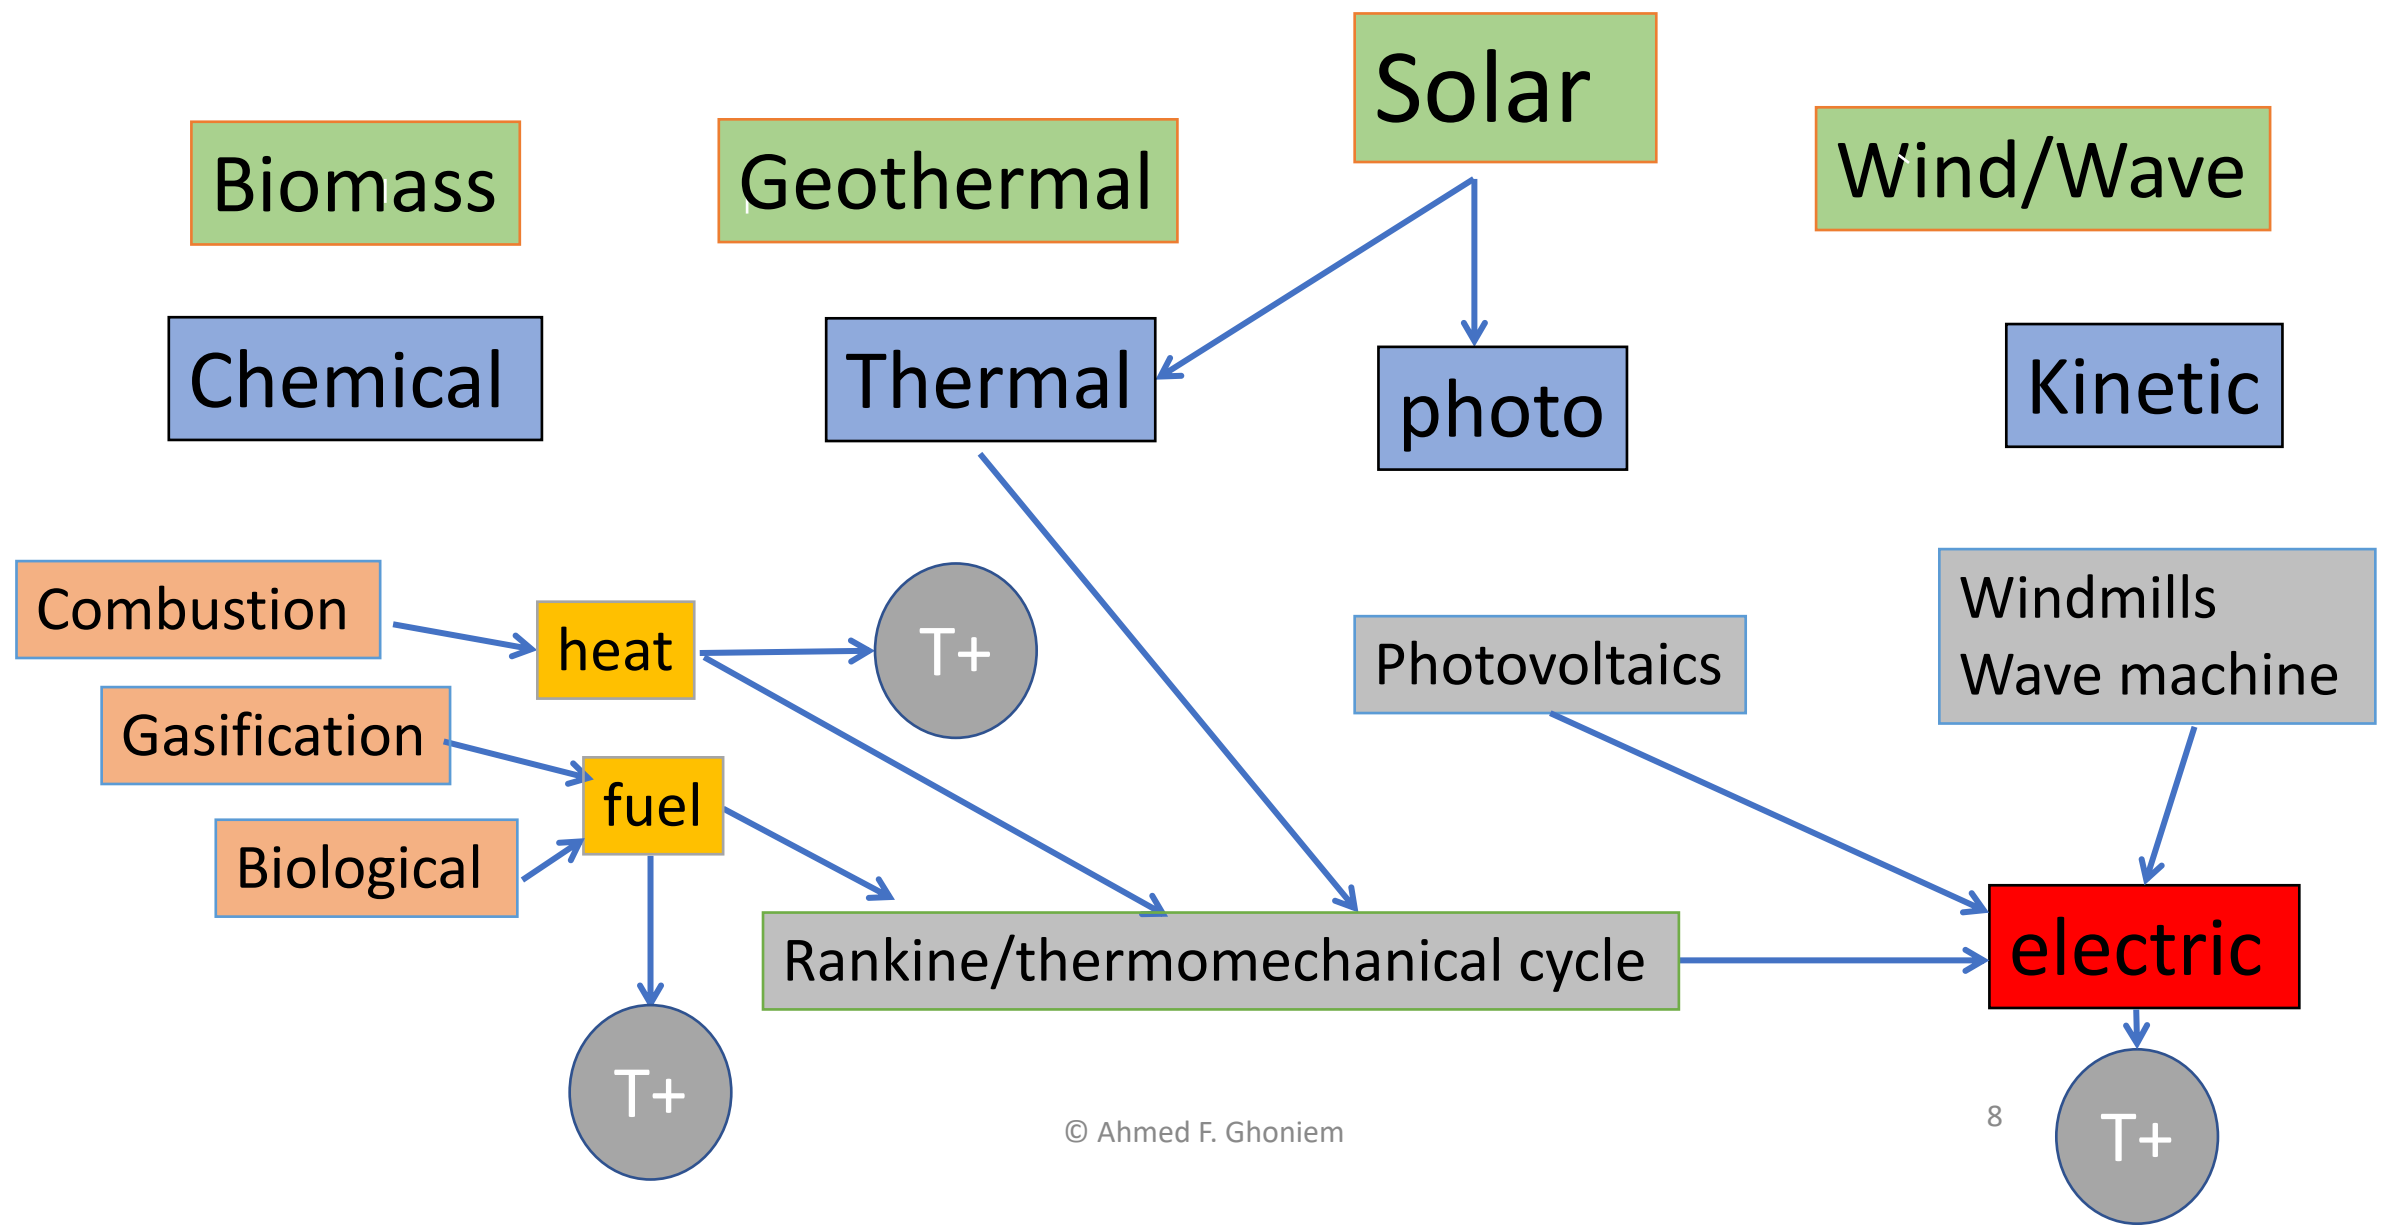 Solar
Biomass
Geothermal
Wind/Wave
Chemical
Thermal
photo
Kinetic
Combustion
heat
T+
Photovoltaics
Windmills
Wave machine
Gasification
fuel
Biological
Rankine/thermomechanical cycle
electric
T+
© Ahmed F. Ghoniem
8
T+